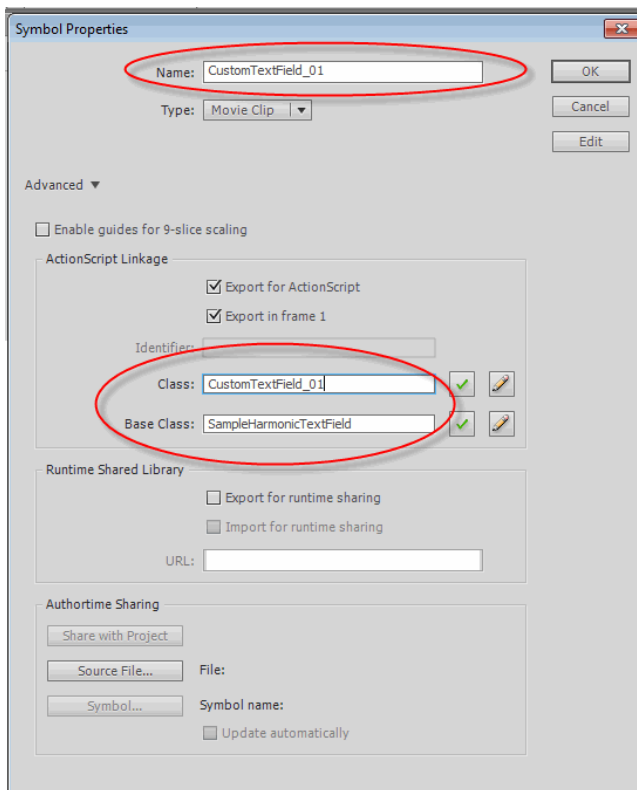 Symbol Properties
Name: CustomTextField_01 OK
Type: Movie Clip Cancel
Edit
Advanced
Enable guides for 9-slice scaling
ActionScript Linkage
Export for ActionScript
Export in frame 1
Identifier:
Class: CustomTextField_01
Base Class: SampleHarmonicTextField
Runtime Shared Library
Export for runtime sharing
Import for runtime sharing
URL:
Authortime Sharing
Share with Project
Source File... File:
Symbol... Symbol name:
Update automatically